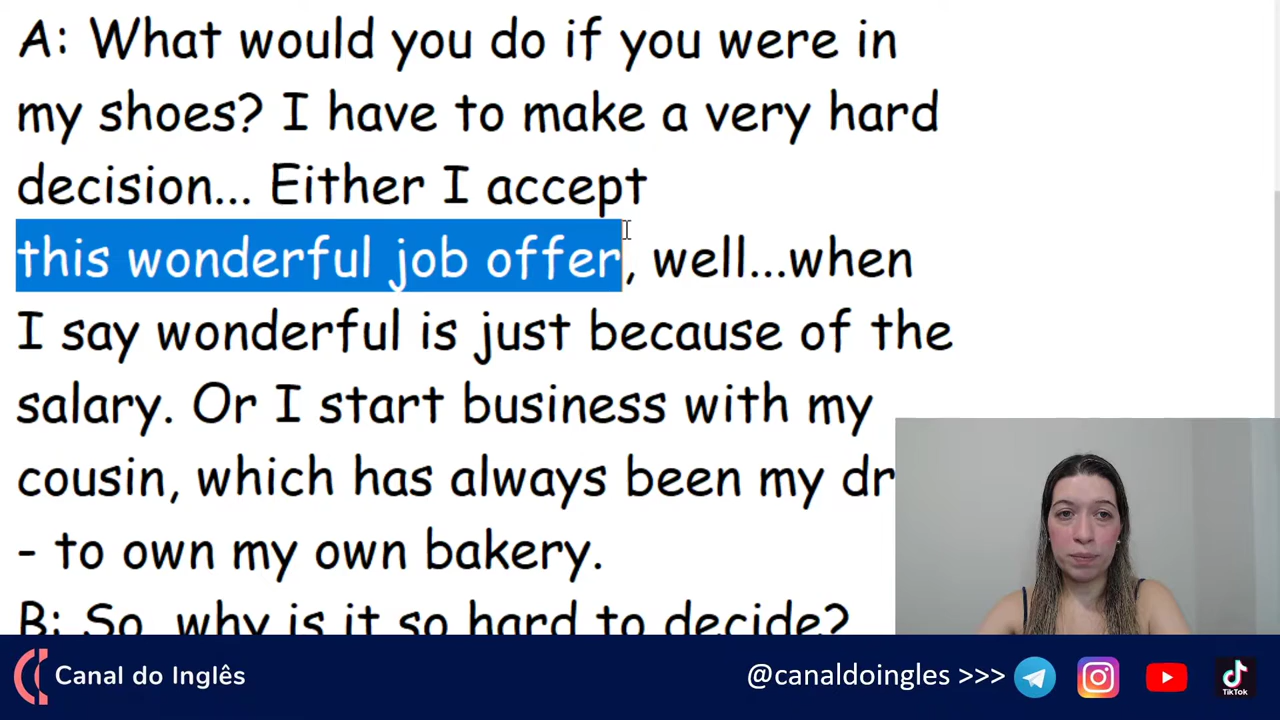 A: What would you do if you were in
my shoes? I have to make a very hard
decision... Either I accept
this wonderful job offer, well...when
I say wonderful is just because of the
salary. Or I start business with my
cousin, which has always been my dr
- to own my own bakery.
B: So, why is it so hard to decide?
Canal do Inglês
@canaldoingles >>>
TikTok